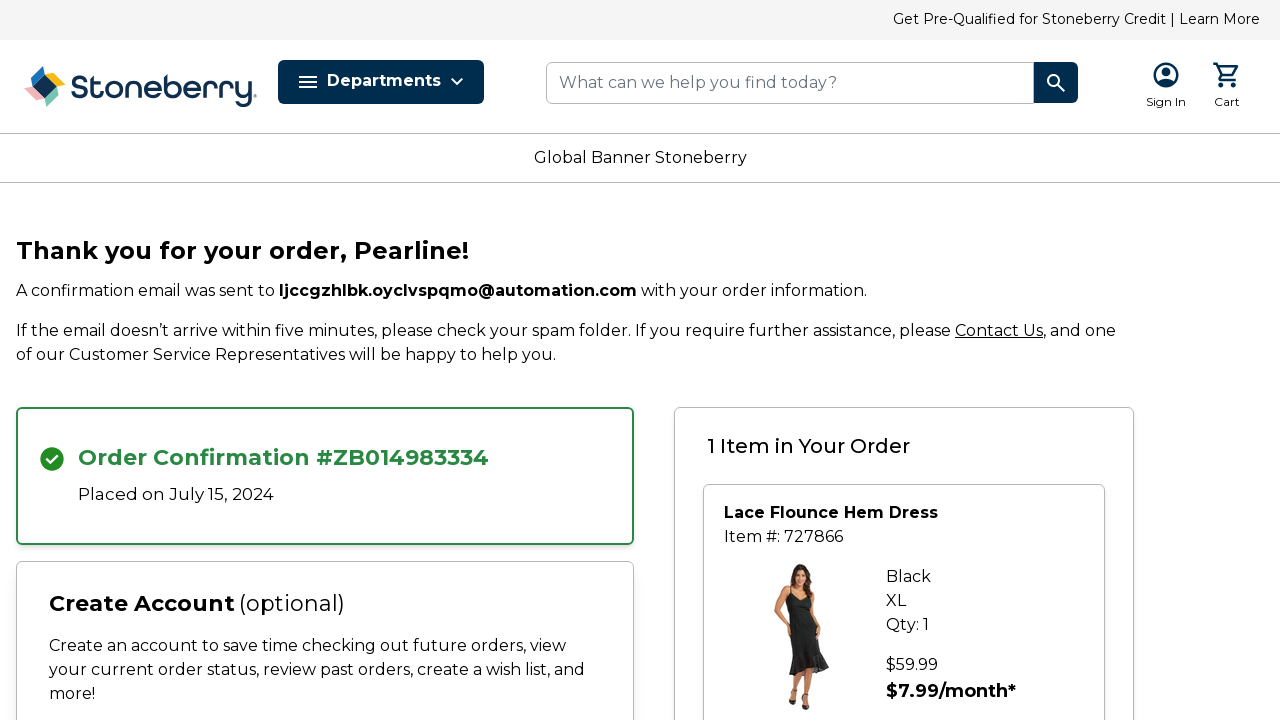 Get Pre-Qualified for Stoneberry Credit | Learn More
Stoneberry®
Departments
What can we help you find today?
Sign In
Cart
Global Banner Stoneberry
Thank you for your order, Pearline!
A confirmation email was sent to ljccgzhlbk.oyclvspqmo@automation.com with your order information.
If the email doesn’t arrive within five minutes, please check your spam folder. If you require further assistance, please Contact Us, and one
of our Customer Service Representatives will be happy to help you.
Order Confirmation #ZB014983334
Placed on July 15, 2024
Create Account (optional)
Create an account to save time checking out future orders, view
your current order status, review past orders, create a wish list, and
more!
1 Item in Your Order
Lace Flounce Hem Dress
Item #: 727866
Black
XL
Qty: 1
$59.99
$7.99/month*